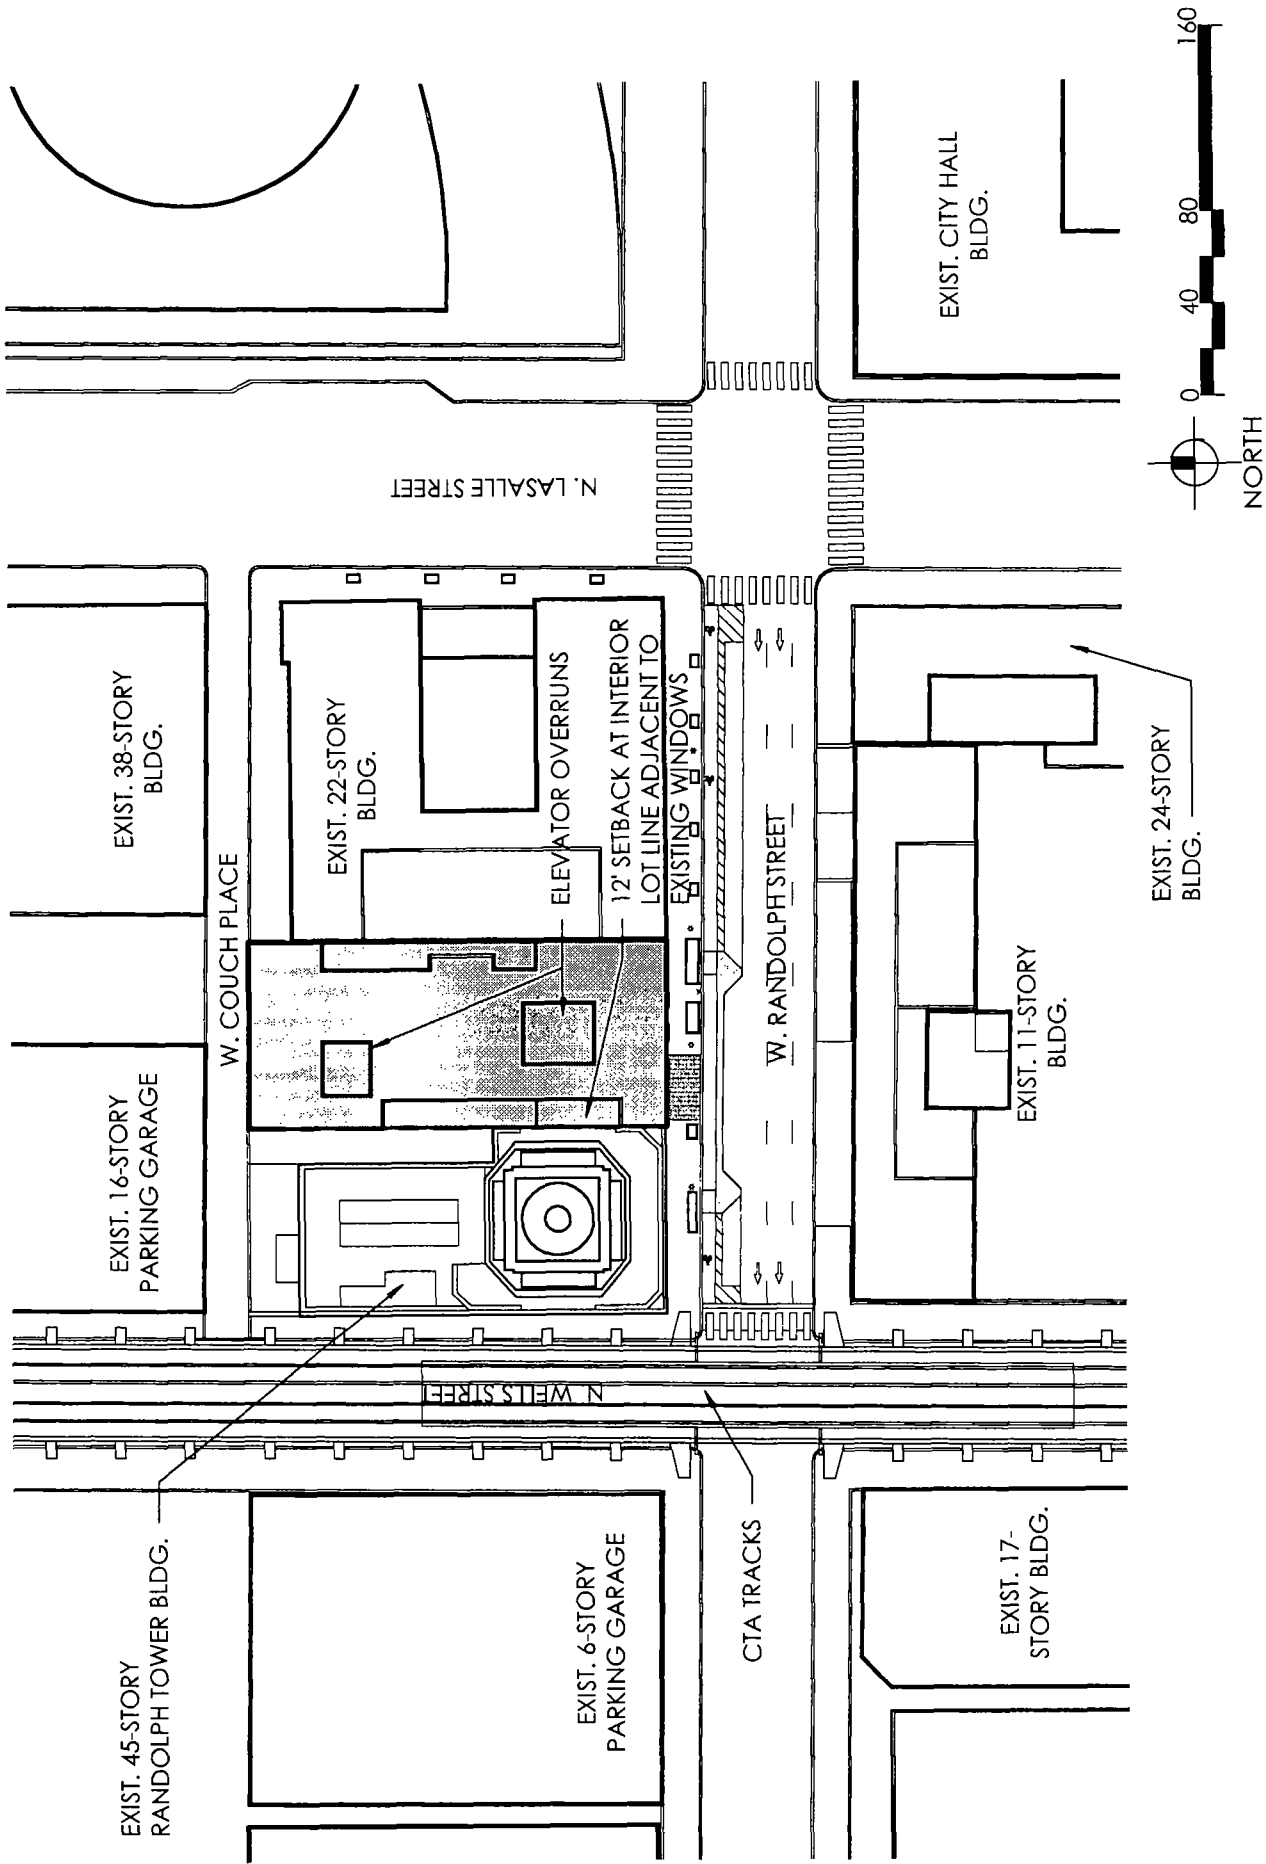 EXIST. 45-STORY
RANDOLPH TOWER BLDG.
EXIST. 16-STORY
PARKING GARAGE
EXIST. 38-STORY
BLDG.
W. COUCH PLACE
EXIST. 22-STORY
BLDG.
N. LASALLE STREET
ELEVATOR OVERRUNS
12' SETBACK AT INTERIOR
LOT LINE ADJACENT TO
EXISTING WINDOWS
N. WELLS STREET
EXIST. 6-STORY
PARKING GARAGE
CTA TRACKS
W. RANDOLPH STREET
EXIST. CITY HALL
BLDG.
EXIST. 17-
STORY BLDG.
EXIST. 11-STORY
BLDG.
EXIST. 24-STORY
BLDG.
0 40 80 160
NORTH